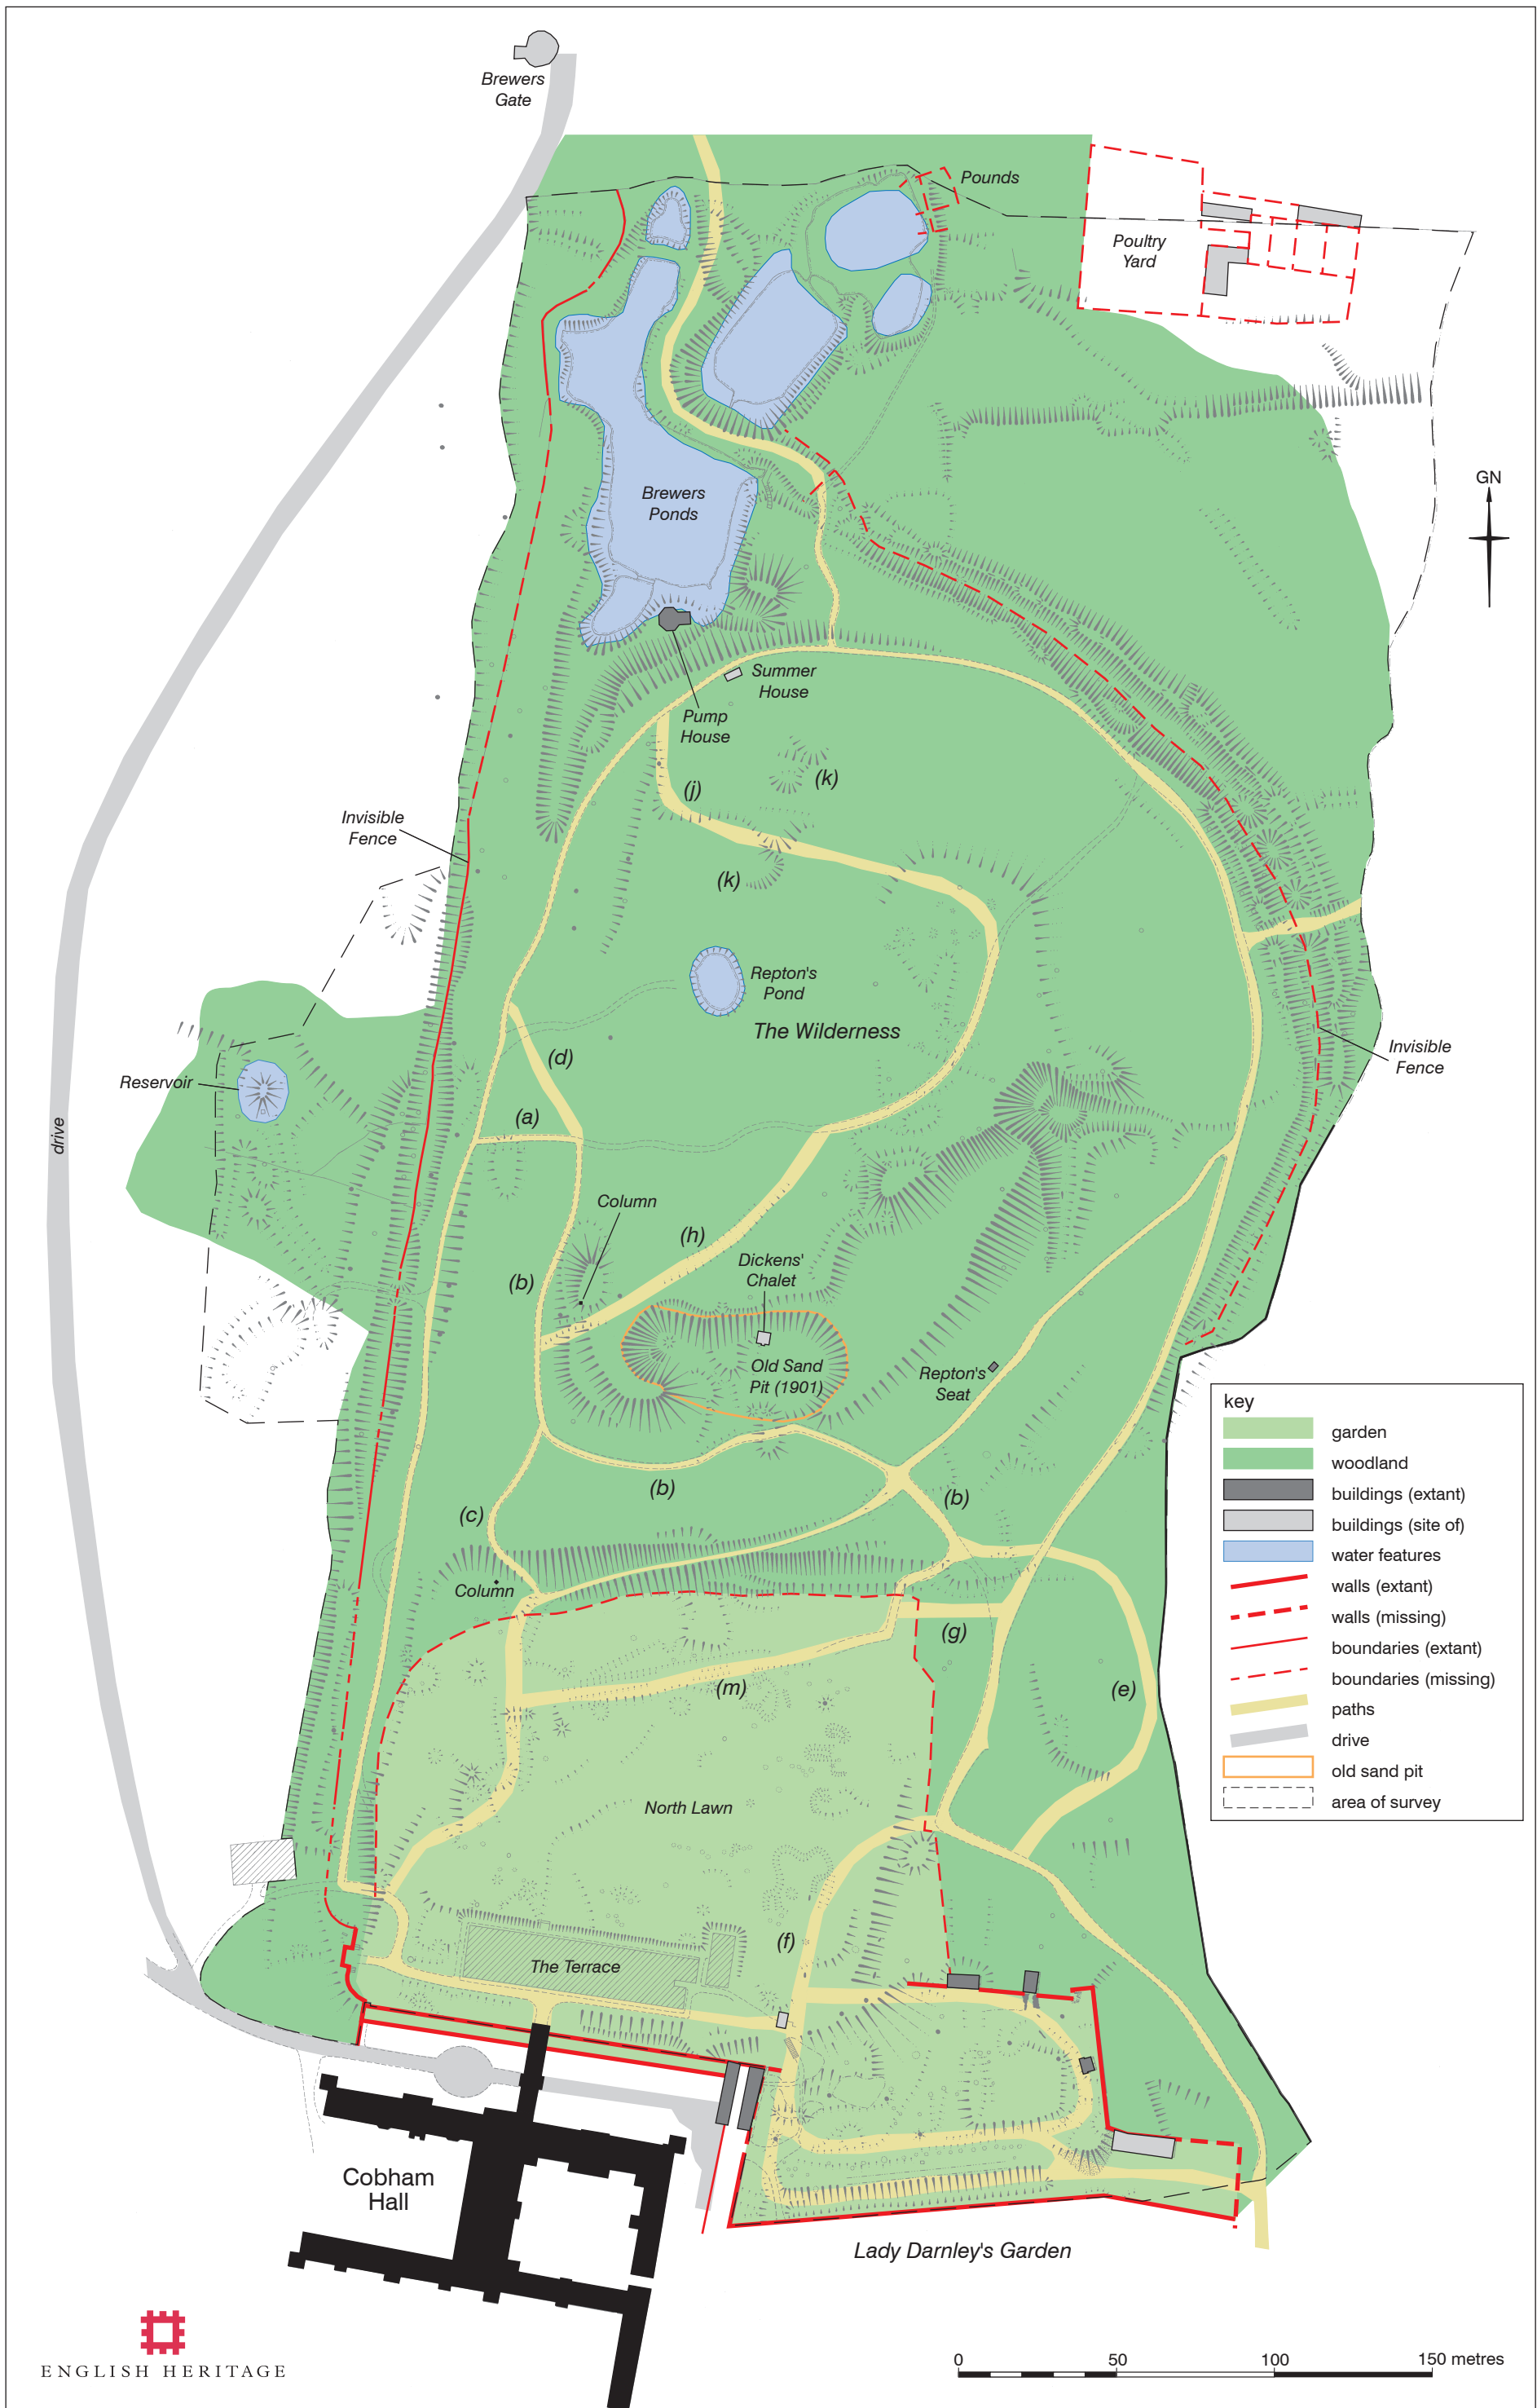 Brewers
Gate
Pounds
Poultry
Yard
GN
Brewers
Ponds
Summer
House
Pump
House
(j)
(k)
Invisible
Fence
(k)
Reptonʼs
Pond
The Wilderness
Invisible
Fence
(d)
Reservoir
(a)
drive
Column
(h)
Dickensʼ
Chalet
(b)
Old Sand
Pit (1901)
Repton's
Seat
key
garden
woodland
buildings (extant)
buildings (site of)
water features
walls (extant)
walls (missing)
boundaries (extant)
boundaries (missing)
paths
drive
old sand pit
area of survey
(b)
(b)
(c)
Column
(g)
(m)
(e)
North Lawn
(f)
The Terrace
Cobham
Hall
Lady Darnley's Garden
ENGLISH HERITAGE
0 50 100 150 metres